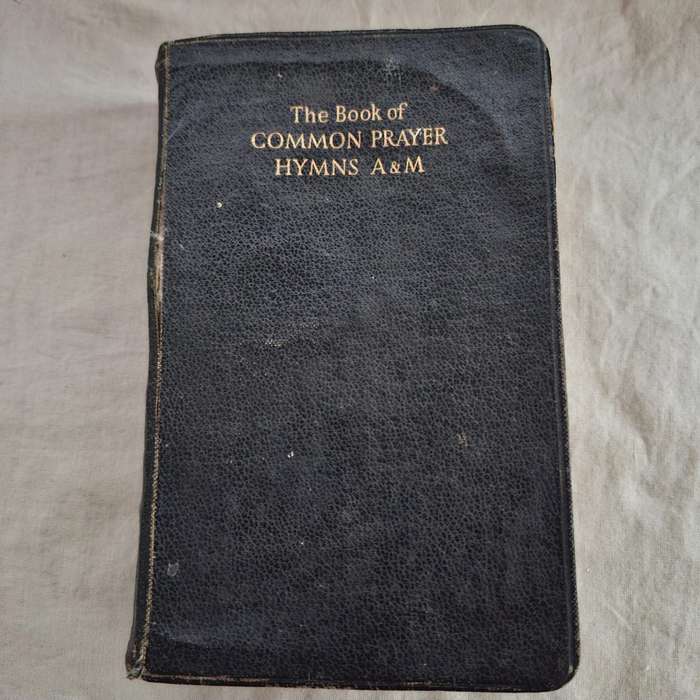 The Book of
COMMON PRAYER
HYMNS A & M